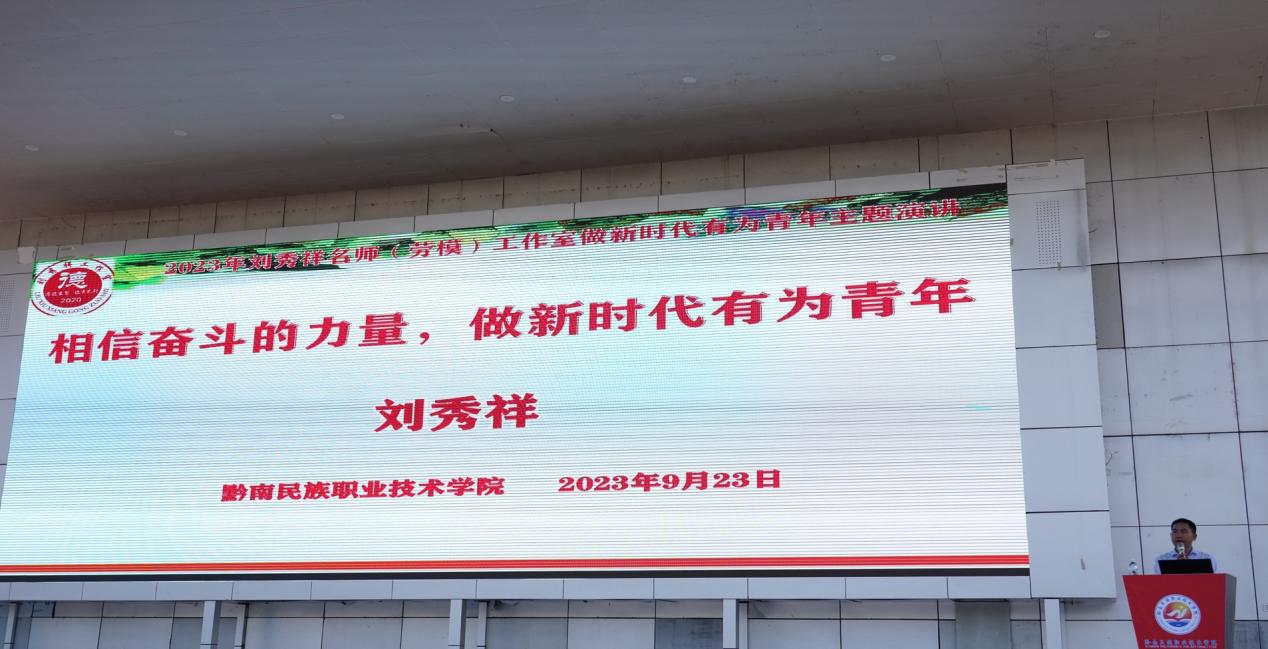 2023年刘秀祥名师（劳模）工作室做新时代有为青年主题演讲
德
2020
相信奋斗的力量，做新时代有为青年
刘秀祥
黔南民族职业技术学院 2023年9月23日